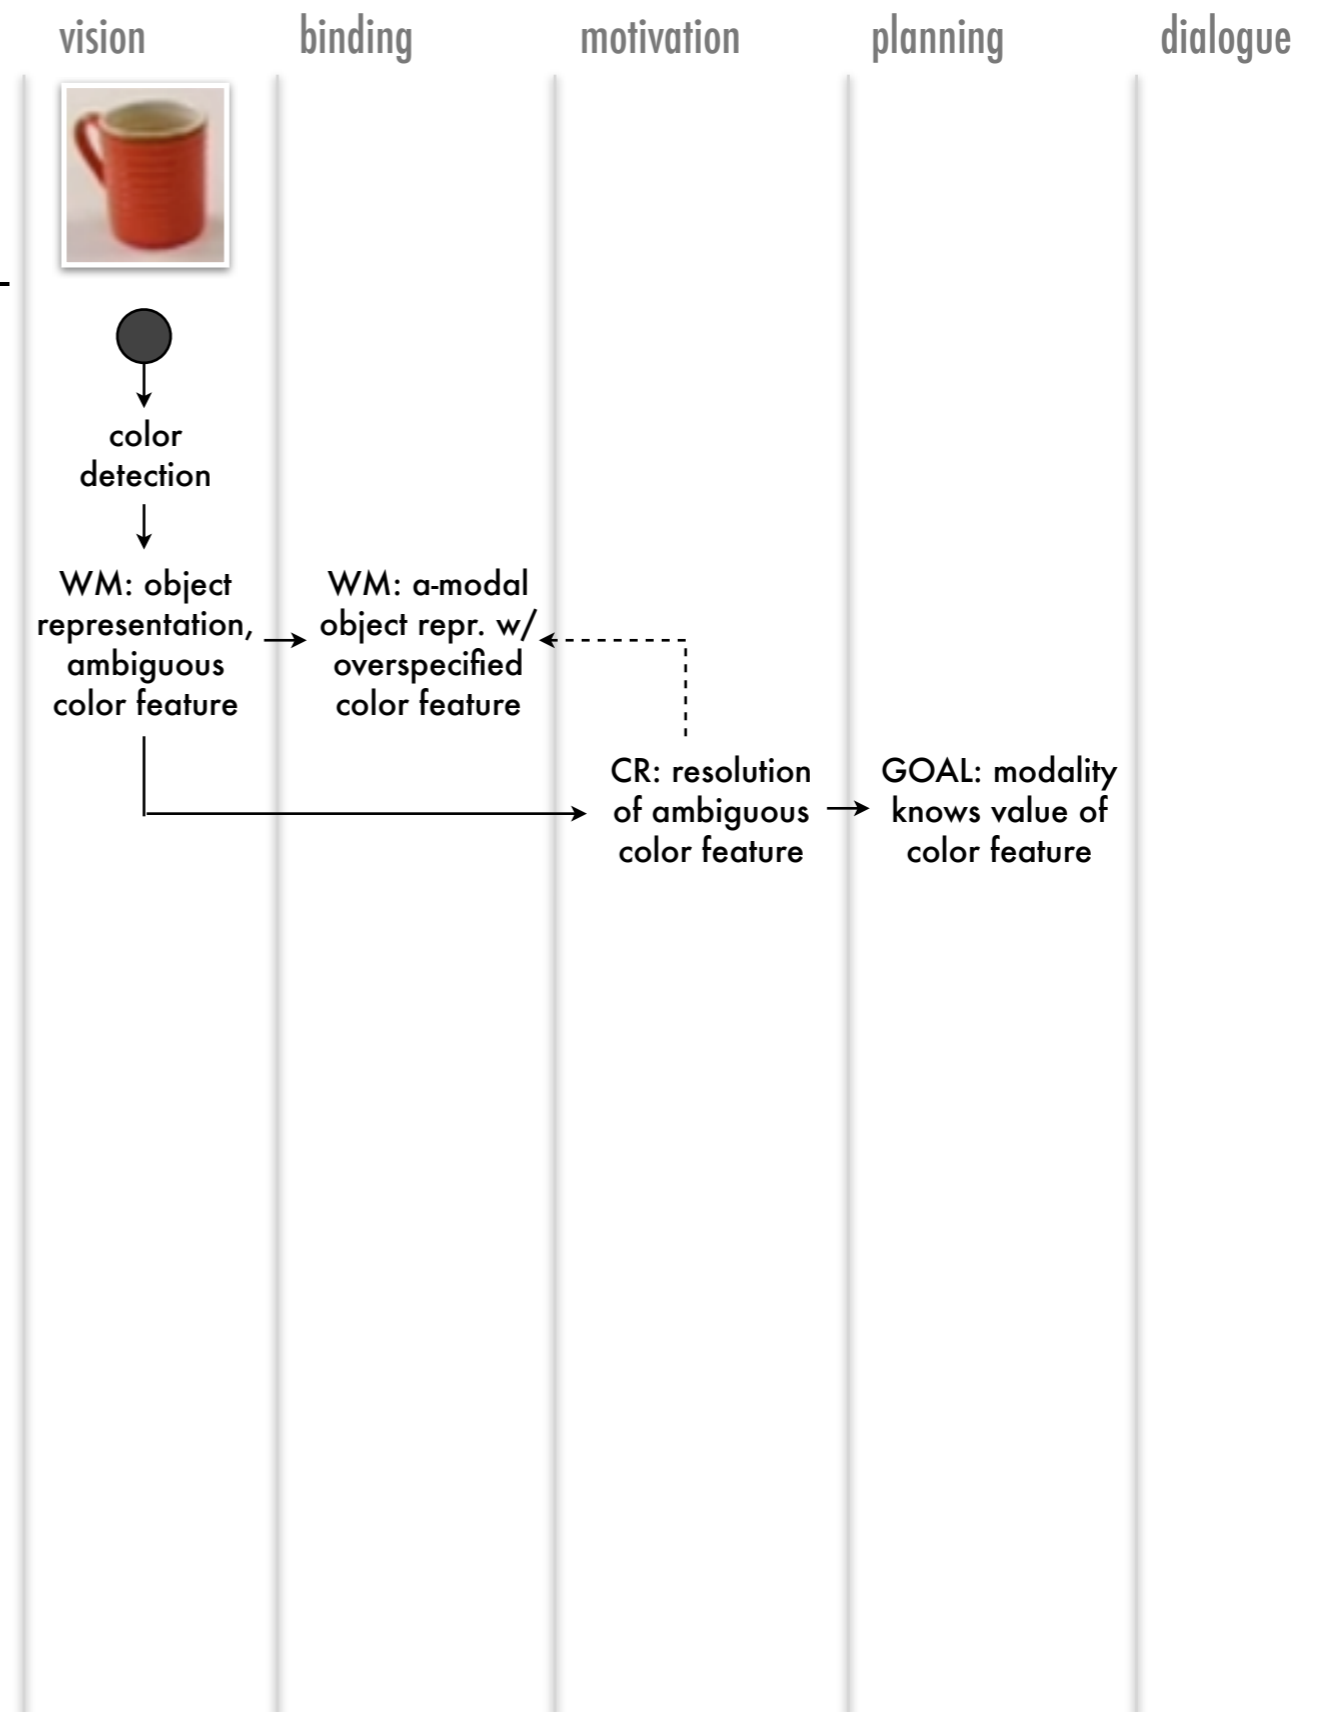 vision
binding
motivation
planning
dialogue
color
detection
WM: object
representation,
ambiguous
color feature
WM: a-modal
object repr. w/
overspecified
color feature
CR: resolution
of ambiguous
color feature
GOAL: modality
knows value of
color feature